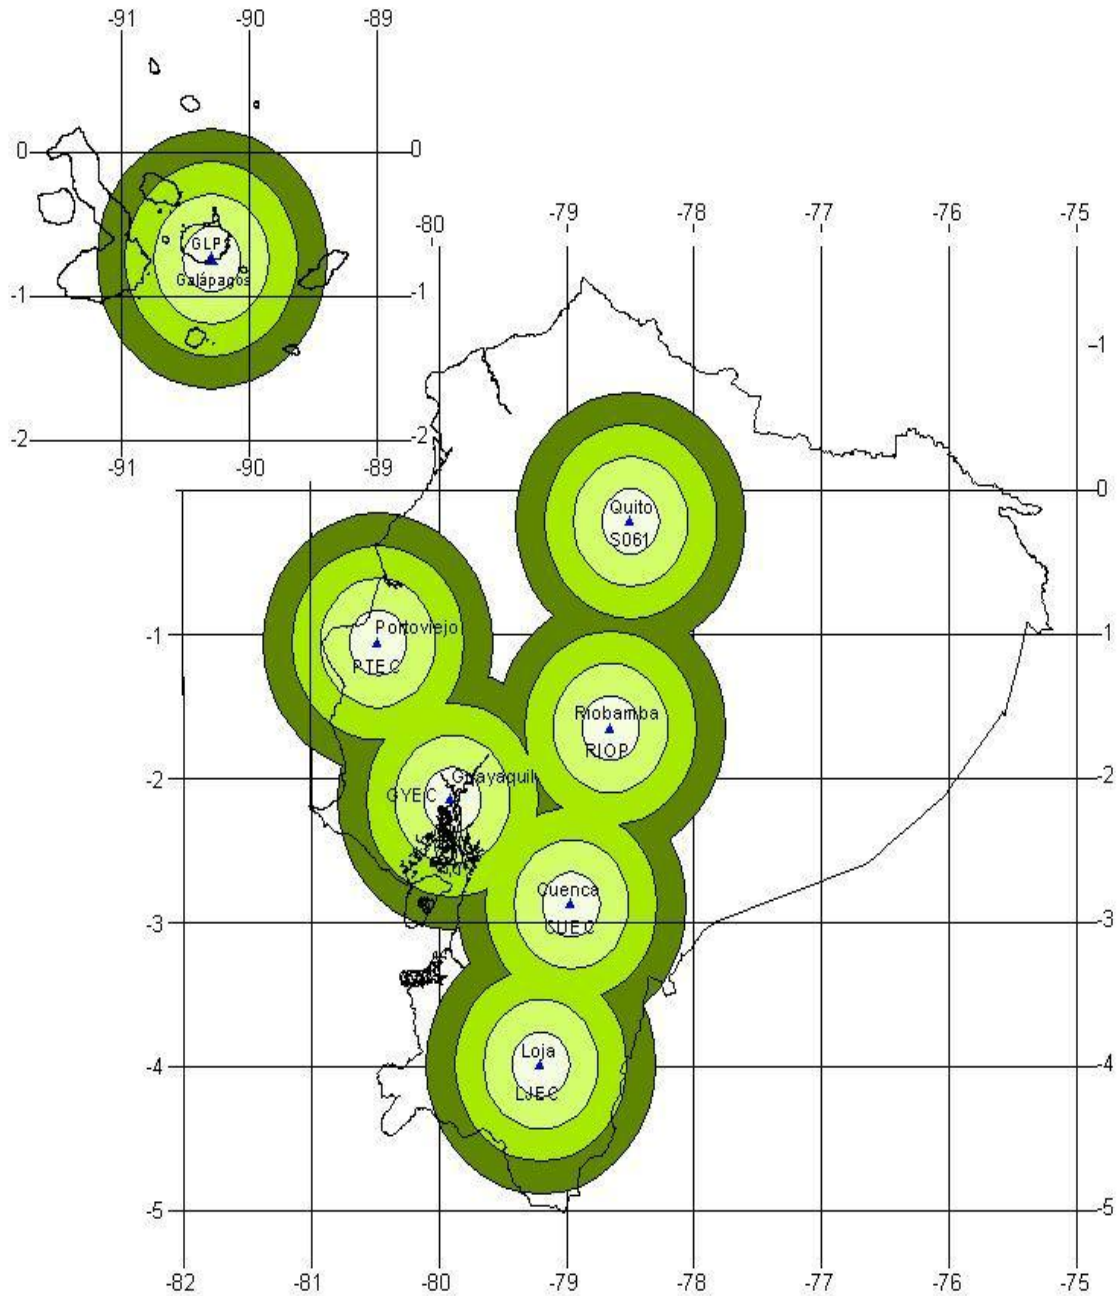 -91 -90 -89
0 0
GLPS
Galápagos
-1 -1
-2 -2
-91 -90 -89
-80 -79 -78 -77 -76 -75
-1
0
Quito
S061
-1 -1
Portoviejo
PTEC
Riobamba
RIOP
-2 -2
Guayaquil
GYEC
Cuenca
CUEC
-3 -3
Loja
-4 -4
LJEC
-5 -5
-82 -81 -80 -79 -78 -77 -76 -75